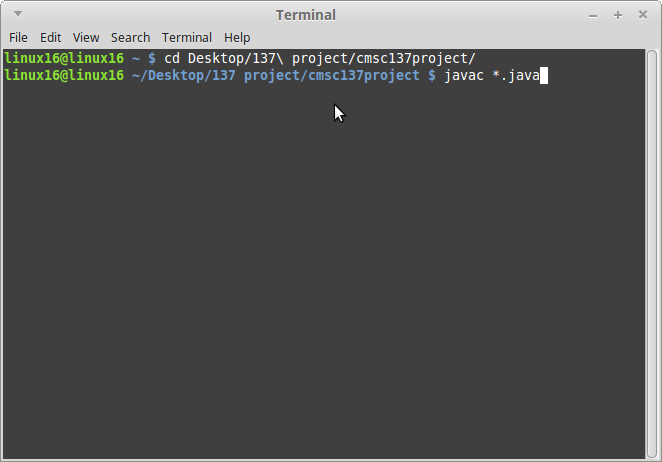 Terminal
File Edit View Search Terminal Help
linux16@linux16 ~ $ cd Desktop/137\ project/cmsc137project/
linux16@linux16 ~/Desktop/137 project/cmsc137project $ javac *.java